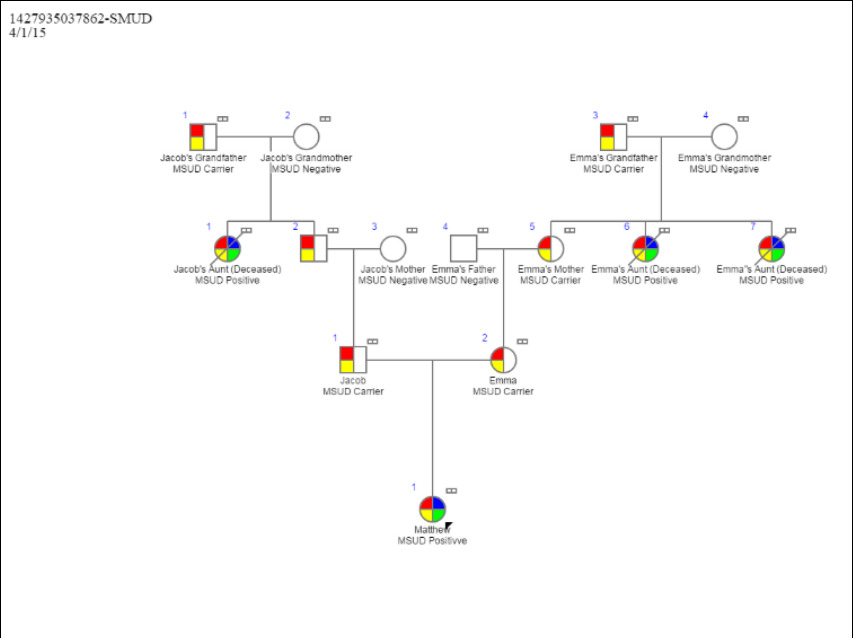 1427935037862-SMUD
4/1/15
1
2
3
4
Jacob's Grandfather
MSUD Carrier
Jacob's Grandmother
MSUD Negative
Emma's Grandfather
MSUD Carrier
Emma's Grandmother
MSUD Negative
1
2
3
4
5
6
7
Jacob's Aunt (Deceased)
MSUD Positive
Jacob's Mother
MSUD Negative
Emma's Father
MSUD Negative
Emma's Mother
MSUD Carrier
Emma's Aunt (Deceased)
MSUD Positive
Emma"s Aunt (Deceased)
MSUD Positive
1
2
Jacob
MSUD Carrier
Emma
MSUD Carrier
1
Matthew
MSUD Positivve